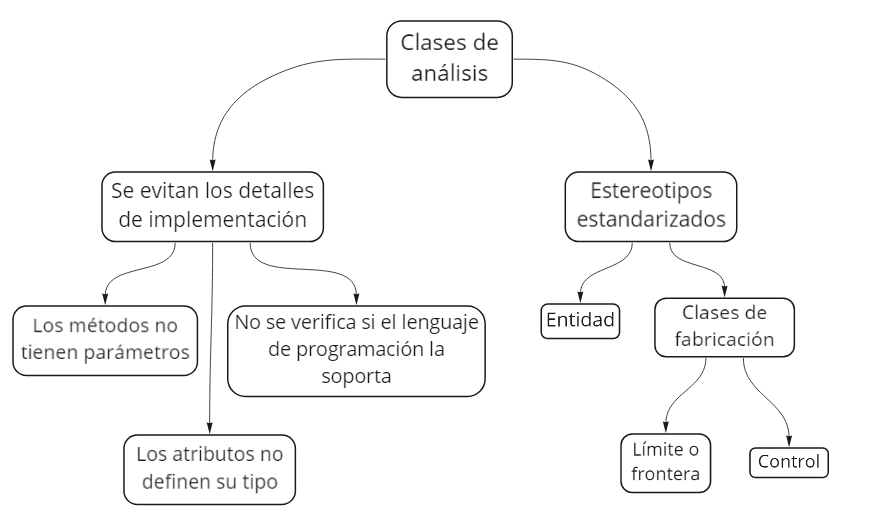 Clases de
análisis
Se evitan los detalles
de implementación
Estereotipos
estandarizados
Los métodos no
tienen parámetros
No se verifica si el lenguaje
de programación la
soporta
Entidad
Clases de
fabricación
Los atributos no
definen su tipo
Límite o
frontera
Control